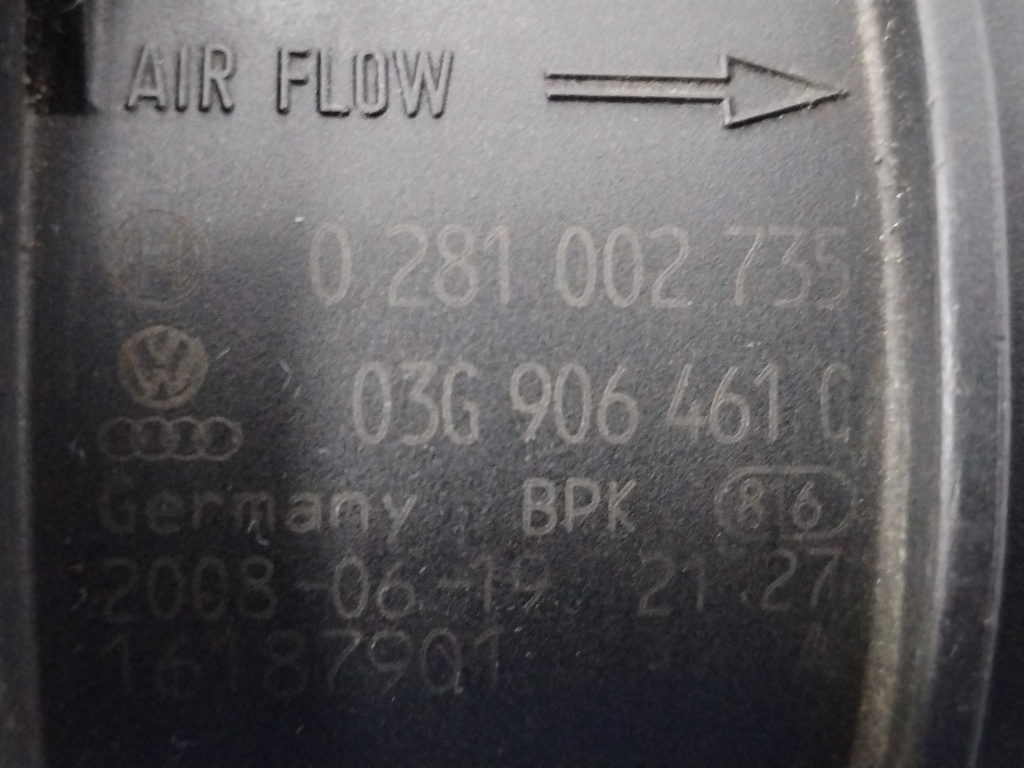 AIR FLOW
0 281 002 735
03G 906 461 C
Germany BPK 816
2008-06-19 21 27
16187901